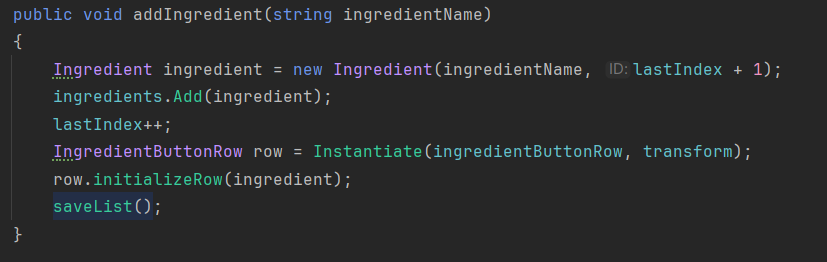 public void addIngredient(string ingredientName)
{
    Ingredient ingredient = new Ingredient(ingredientName, ID: lastIndex + 1);
    ingredients.Add(ingredient);
    lastIndex++;
    IngredientButtonRow row = Instantiate(ingredientButtonRow, transform);
    row.initializeRow(ingredient);
    saveList();
}